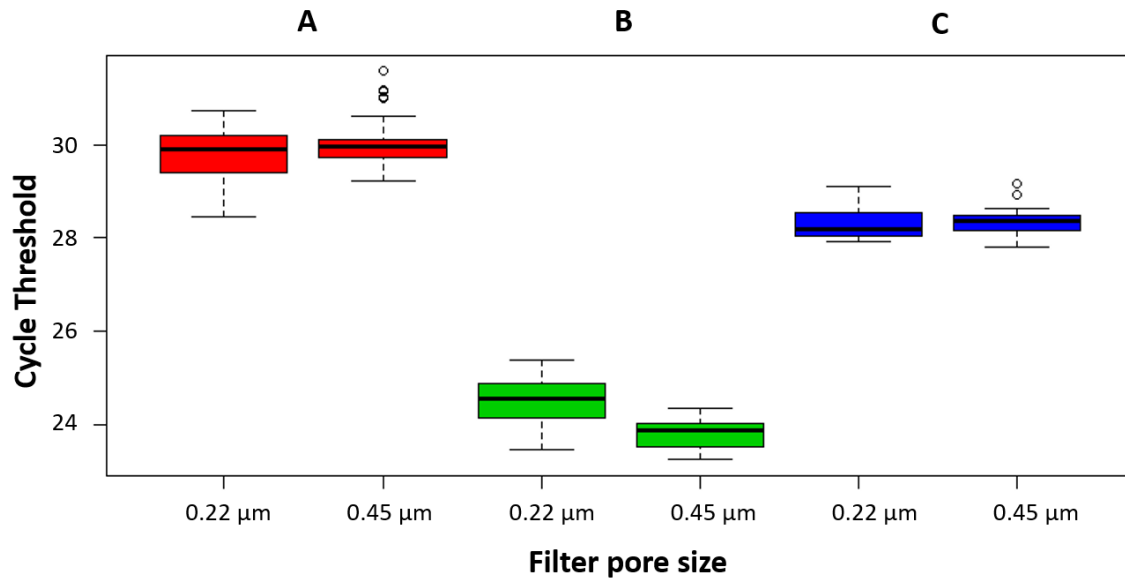 A B C
Cycle Threshold
30
28
26
24
0.22 µm 0.45 µm 0.22 µm 0.45 µm 0.22 µm 0.45 µm
Filter pore size